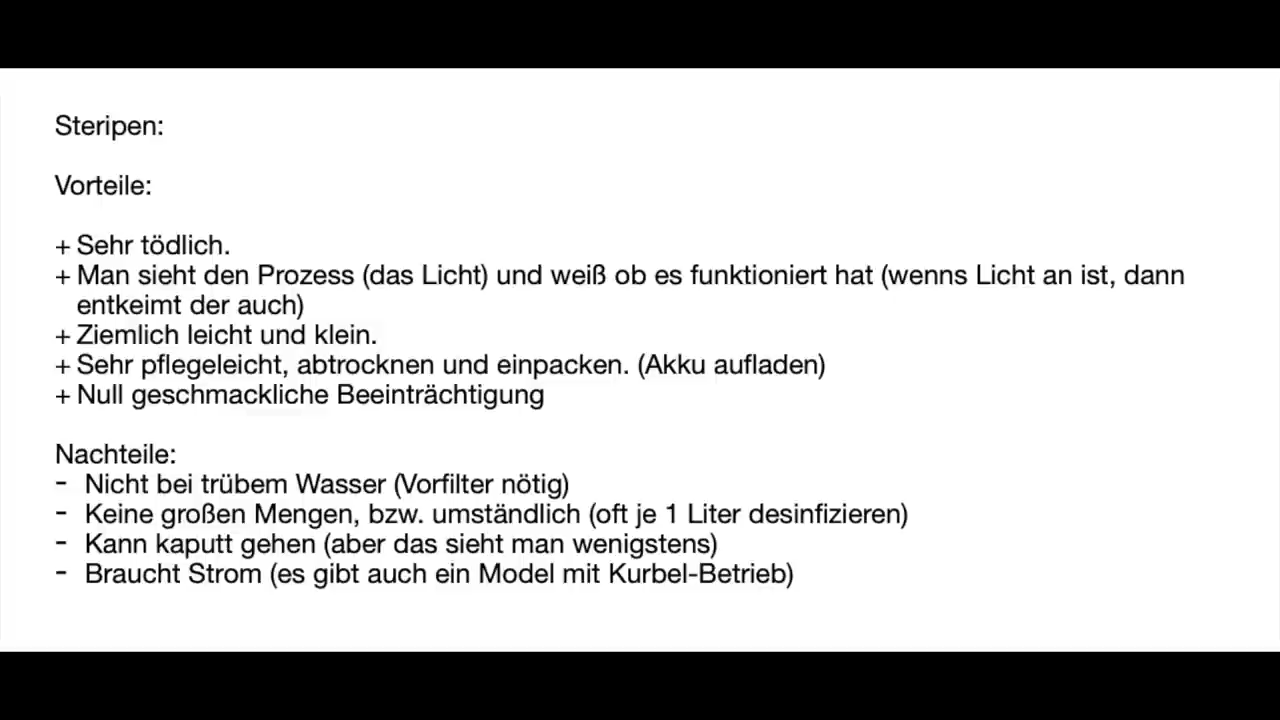 Steripen:
Vorteile:
+ Sehr tödlich.
+ Man sieht den Prozess (das Licht) und weiß ob es funktioniert hat (wenns Licht an ist, dann
entkeimt der auch)
+ Ziemlich leicht und klein.
+ Sehr pflegeleicht, abtrocknen und einpacken. (Akku aufladen)
+ Null geschmackliche Beeinträchtigung
Nachteile:
- Nicht bei trübem Wasser (Vorfilter nötig)
- Keine großen Mengen, bzw. umständlich (oft je 1 Liter desinfizieren)
- Kann kaputt gehen (aber das sieht man wenigstens)
- Braucht Strom (es gibt auch ein Model mit Kurbel-Betrieb)